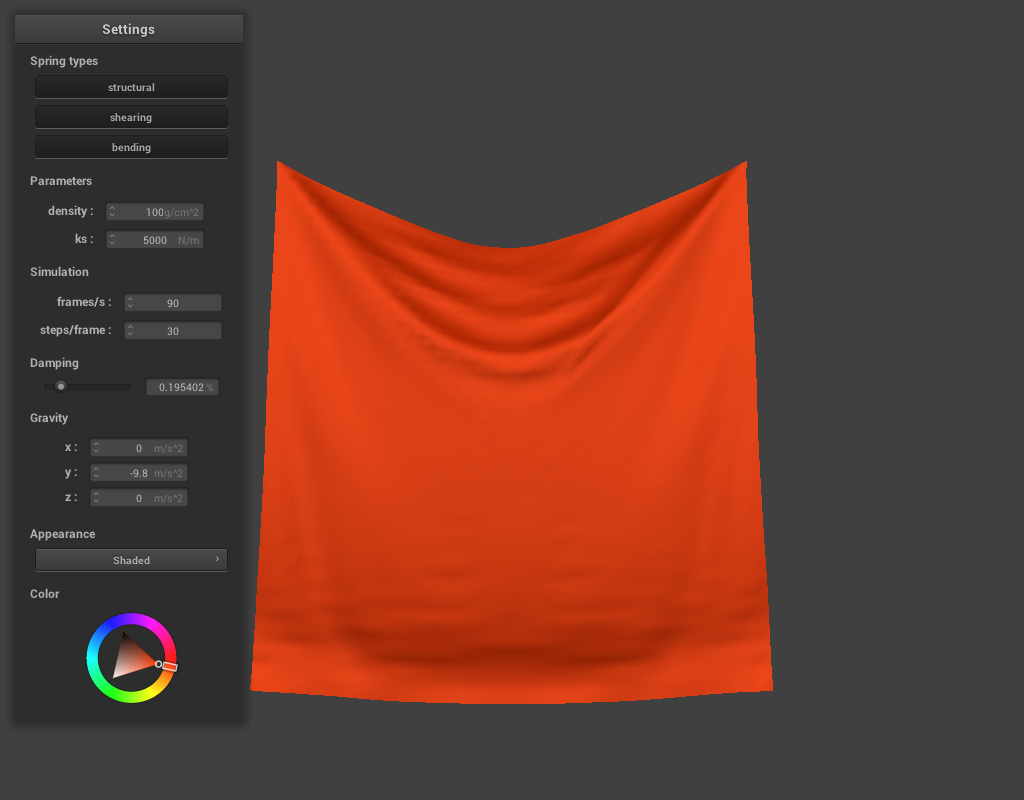 Settings
Spring types
structural
shearing
bending
Parameters
density : 100g/cm^2
ks : 5000 N/m
Simulation
frames/s : 90
steps/frame : 30
Damping
0.195402 %
Gravity
x : 0 m/s^2
y : -9.8 m/s^2
z : 0 m/s^2
Appearance
Shaded ›
Color